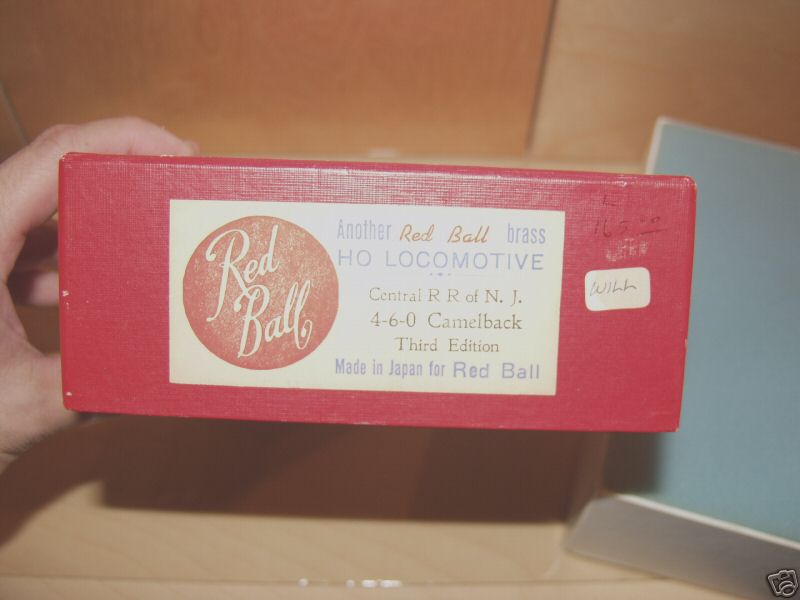 Red
Ball
Another Red Ball brass
HO LOCOMOTIVE
Central R R of N. J.
4-6-0 Camelback
Third Edition
Made in Japan for Red Ball
WILL